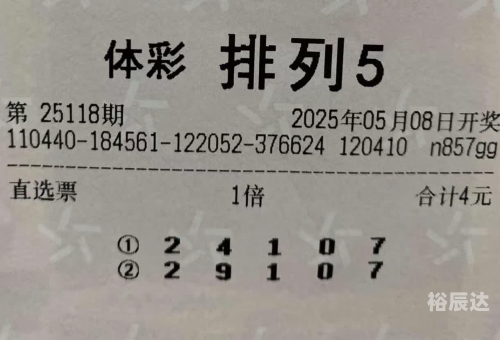 体彩 排列5
第 25118期 2025年05月08日开奖
110440-184561-122052-376624 120410 n857gg
直选票 1倍 合计4元
① 2 4 1 0 7
② 2 9 1 0 7
裕辰达